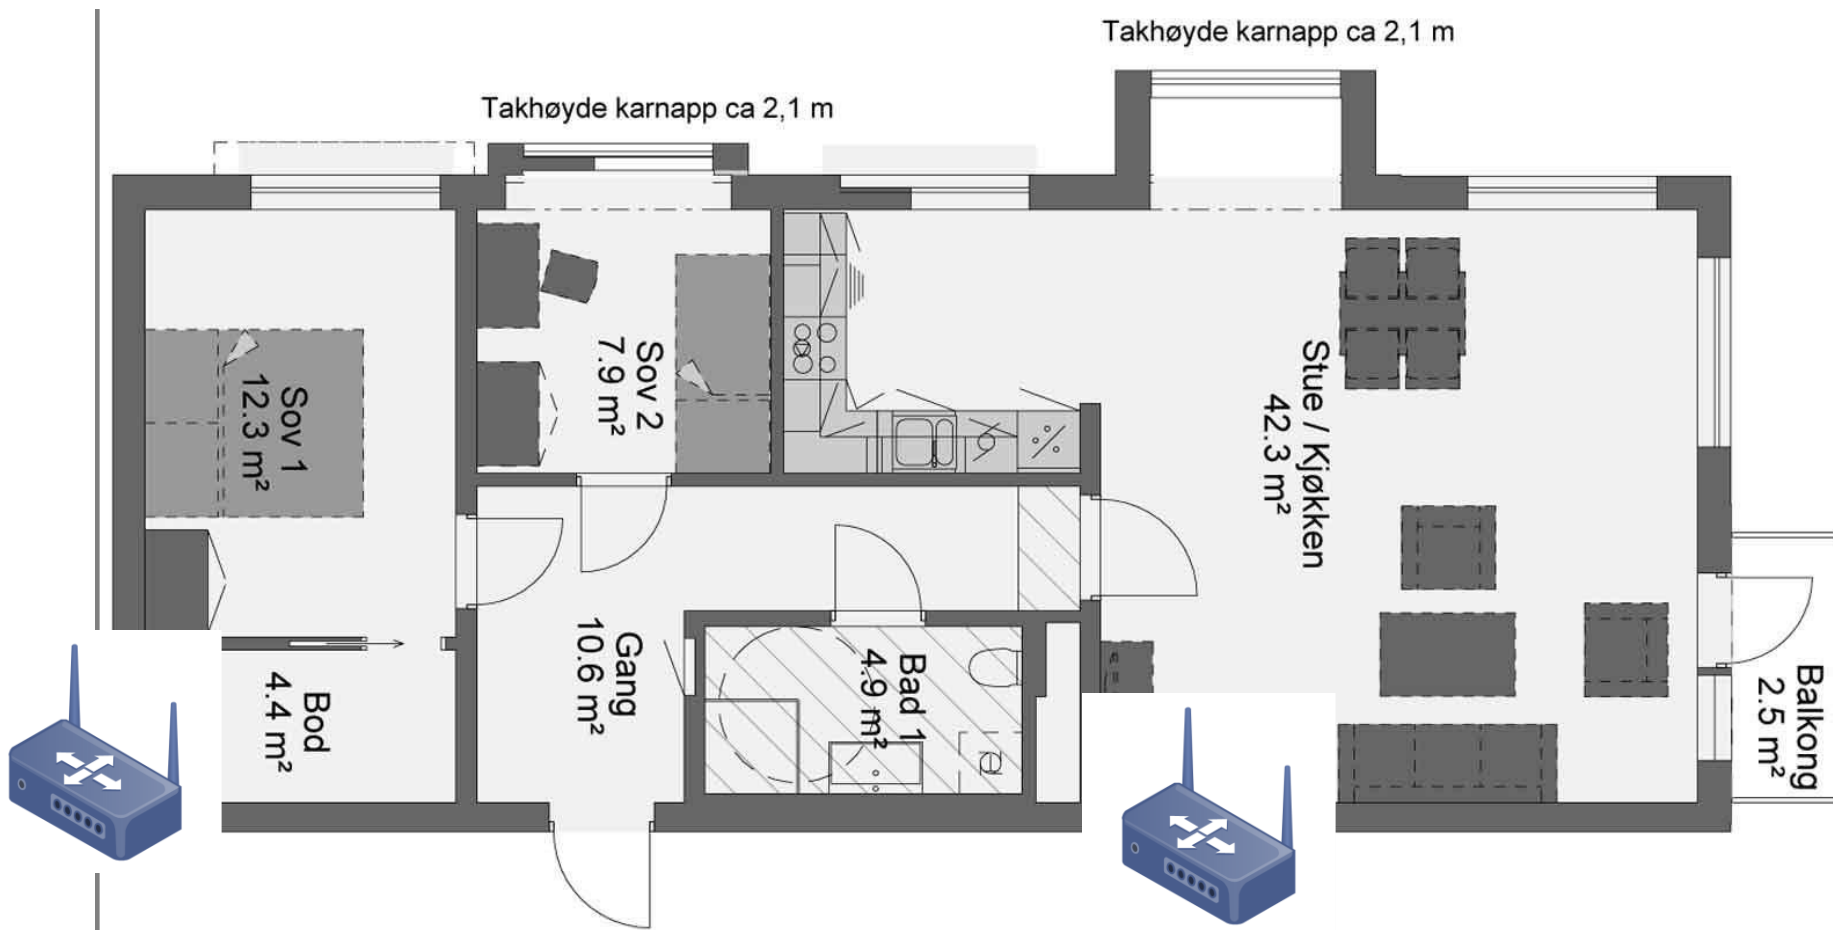 Takhøyde karnapp ca 2,1 m
Takhøyde karnapp ca 2,1 m
Sov 1
12.3 m²
Sov 2
7.9 m²
Stue / Kjøkken
42.3 m²
Gang
10.6 m²
Bad 1
4.9 m²
Bod
4.4 m²
Balkong
2.5 m²